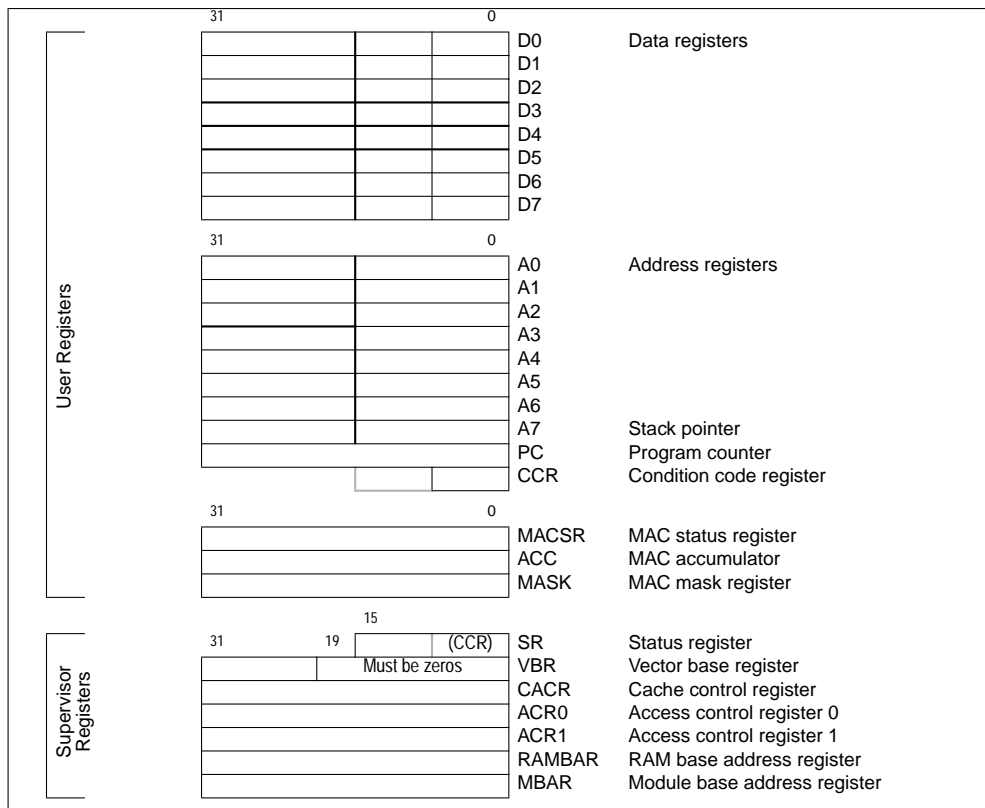 31 0
D0 Data registers
D1
D2
D3
D4
D5
D6
D7
31 0
A0 Address registers
A1
A2
A3
A4
A5
A6
A7 Stack pointer
PC Program counter
CCR Condition code register
User Registers
31 0
MACSR MAC status register
ACC MAC accumulator
MASK MAC mask register
15
31 19 (CCR) SR Status register
Must be zeros VBR Vector base register
CACR Cache control register
ACR0 Access control register 0
ACR1 Access control register 1
RAMBAR RAM base address register
MBAR Module base address register
Supervisor
Registers